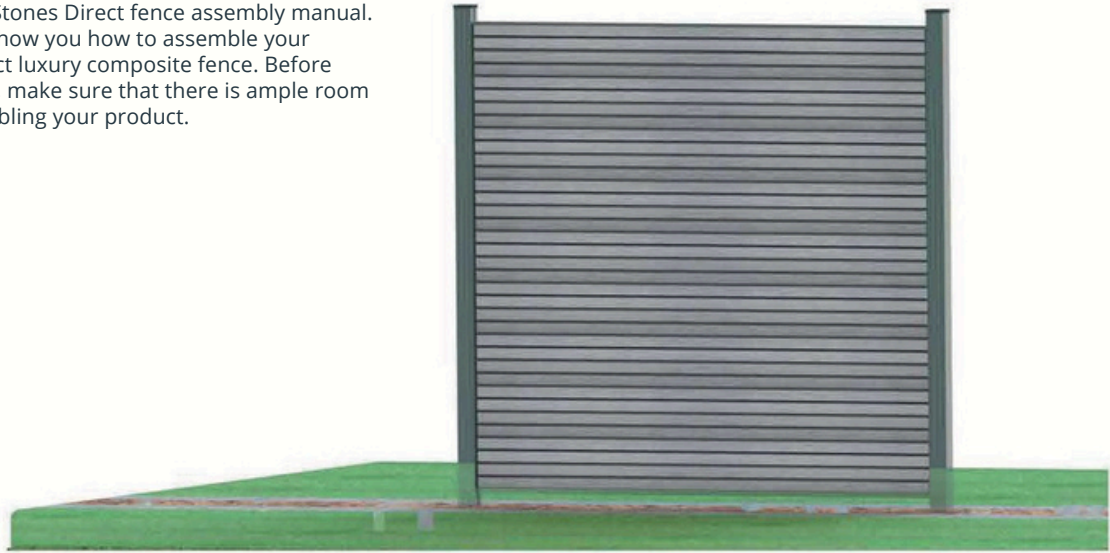 Stones Direct fence assembly manual.
how you how to assemble your
ct luxury composite fence. Before
make sure that there is ample room
bling your product.